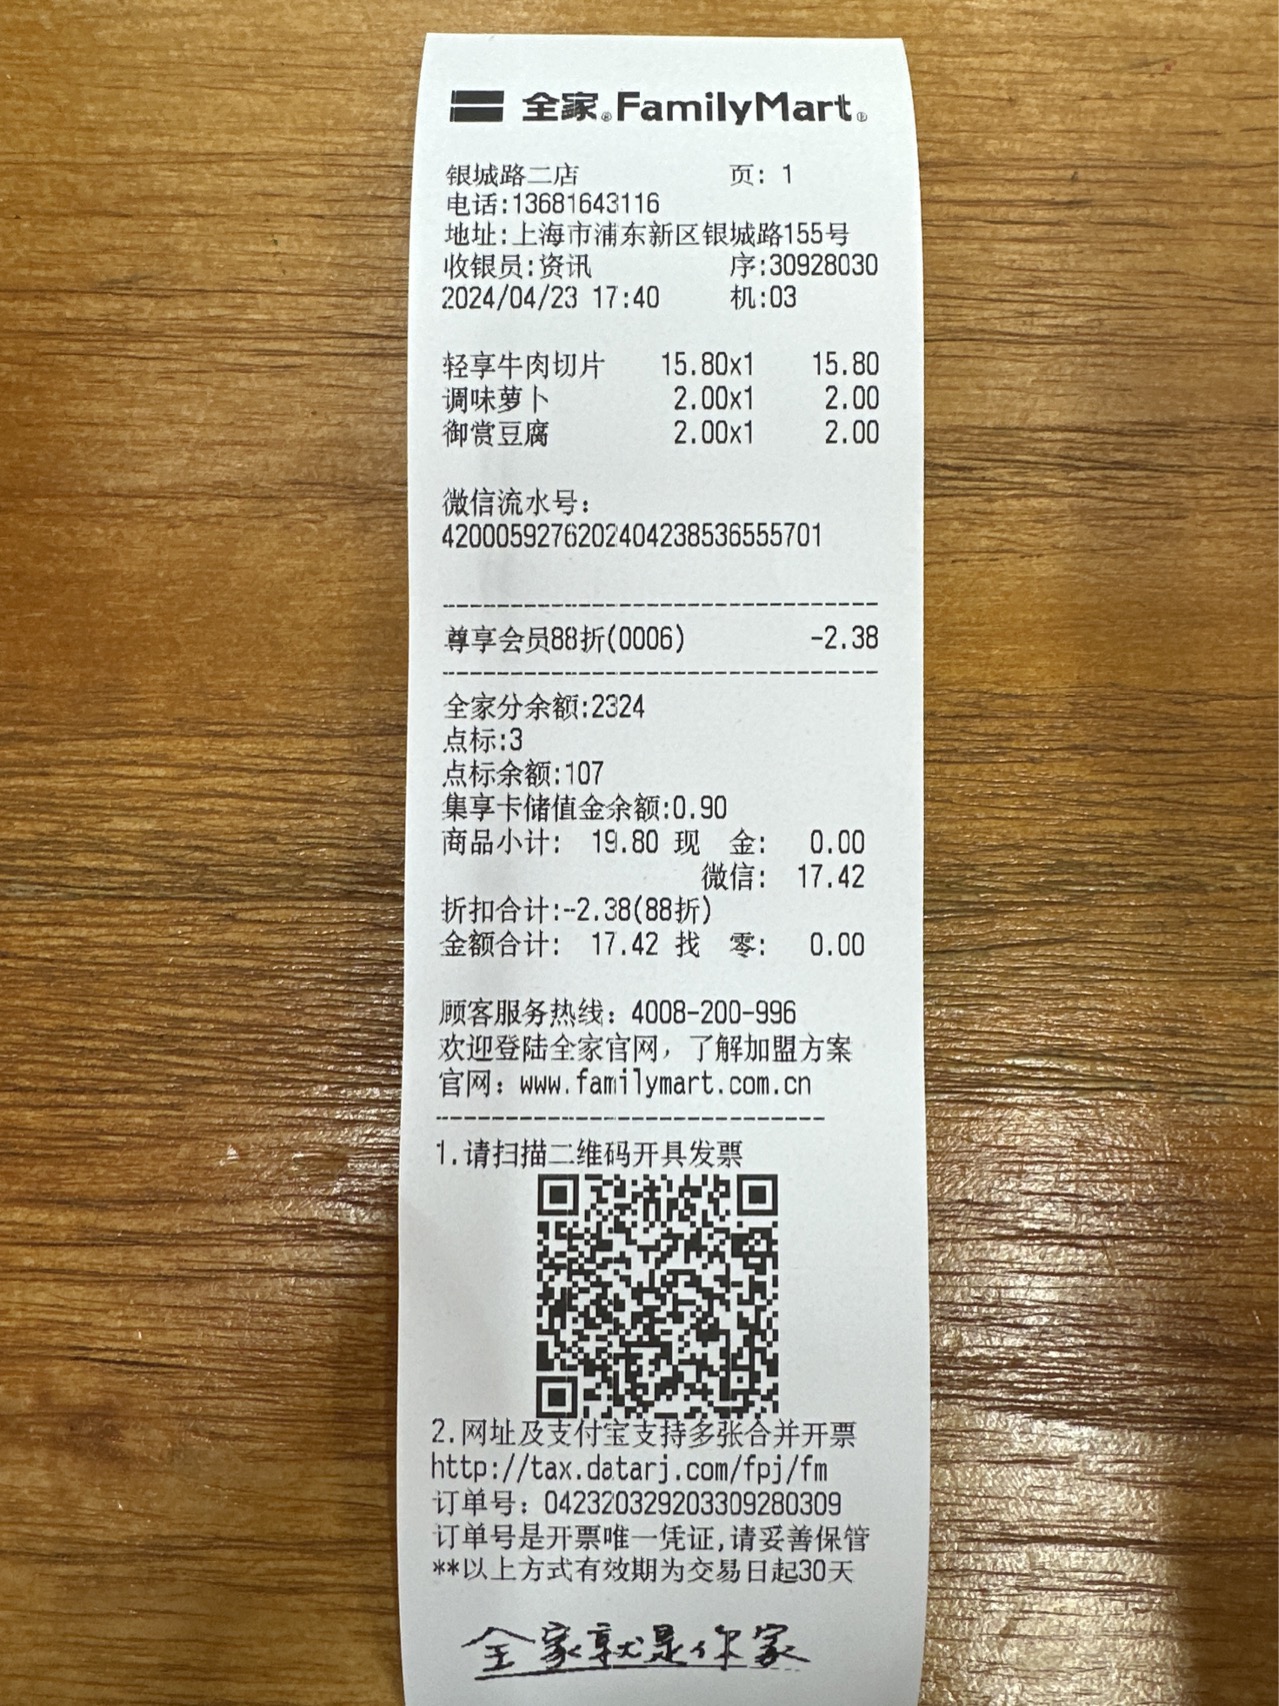 全家®FamilyMart®
银城路二店 页: 1
电话:13681643116
地址:上海市浦东新区银城路155号
收银员:资讯 序:30928030
2024/04/23 17:40 机:03
轻享牛肉切片 15.80x1 15.80
调味萝卜 2.00x1 2.00
御赏豆腐 2.00x1 2.00
微信流水号:
4200059276202404238536555701
--------------------------------
尊享会员88折(0006) -2.38
--------------------------------
全家分余额:2324
点标:3
点标余额:107
集享卡储值金余额:0.90
商品小计: 19.80 现 金: 0.00
微信: 17.42
折扣合计:-2.38(88折)
金额合计: 17.42 找 零: 0.00
顾客服务热线: 4008-200-996
欢迎登陆全家官网，了解加盟方案
官网: www.familymart.com.cn
-----------------------------
1.请扫描二维码开具发票
2.网址及支付宝支持多张合并开票
http://tax.datarj.com/fpj/fm
订单号: 042320329203309280309
订单号是开票唯一凭证,请妥善保管
**以上方式有效期为交易日起30天
全家就是你家